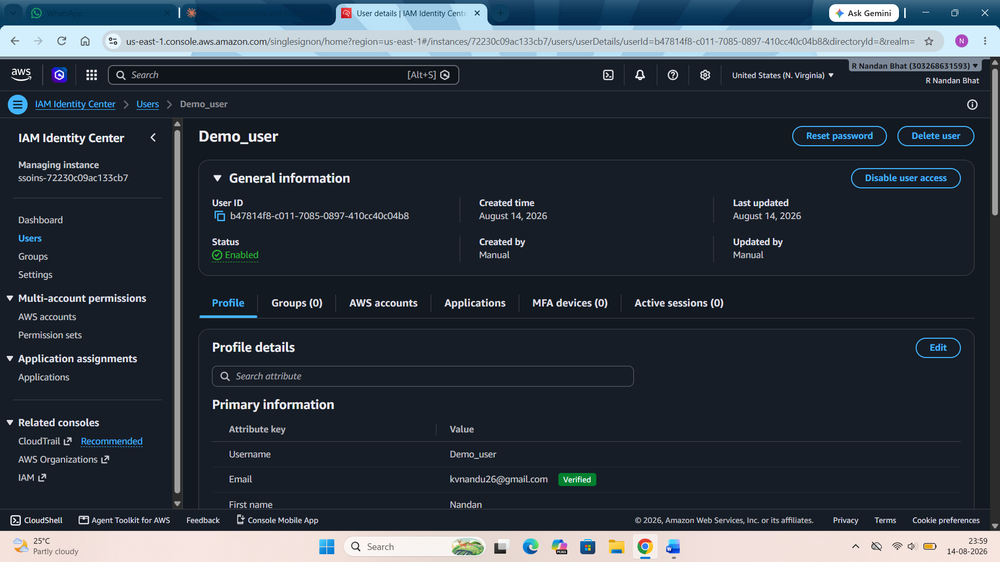 WhatsApp
User details | IAM Identity Cente
Ask Gemini
us-east-1.console.aws.amazon.com/singlesignon/home?region=us-east-1#/instances/72230c09ac133cb7/users/userDetails/userId=b47814f8-c011-7085-0897-410cc40c04b8&directoryId=&realm=
N
aws
Search
[Alt+S]
United States (N. Virginia)
R Nandan Bhat (303268631593)
R Nandan Bhat
IAM Identity Center
Users
Demo_user
IAM Identity Center
Managing instance
ssoins-72230c09ac133cb7
Dashboard
Users
Groups
Settings
Multi-account permissions
AWS accounts
Permission sets
Application assignments
Applications
Related consoles
CloudTrail Recommended
AWS Organizations
IAM
Demo_user
Reset password
Delete user
General information
Disable user access
User ID
b47814f8-c011-7085-0897-410cc40c04b8
Created time
August 14, 2026
Last updated
August 14, 2026
Status
Enabled
Created by
Manual
Updated by
Manual
Profile
Groups (0)
AWS accounts
Applications
MFA devices (0)
Active sessions (0)
Profile details
Edit
Search attribute
Primary information
Attribute key
Value
Username
Demo_user
Email
kvnandu26@gmail.com
Verified
First name
Nandan
CloudShell
Agent Toolkit for AWS
Feedback
Console Mobile App
© 2026, Amazon Web Services, Inc. or its affiliates.
Privacy
Terms
Cookie preferences
25°C
Partly cloudy
Search
M365
W
23:59
14-08-2026